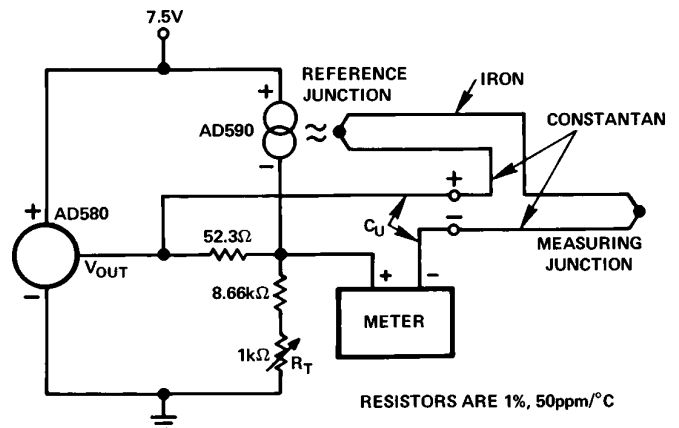 7.5V
REFERENCE
JUNCTION
IRON
CONSTANTAN
+
AD590
−
+
AD580
−
VOUT
52.3Ω
8.66kΩ
1kΩ
RT
+
−
CU
MEASURING
JUNCTION
+
−
METER
RESISTORS ARE 1%, 50ppm/°C